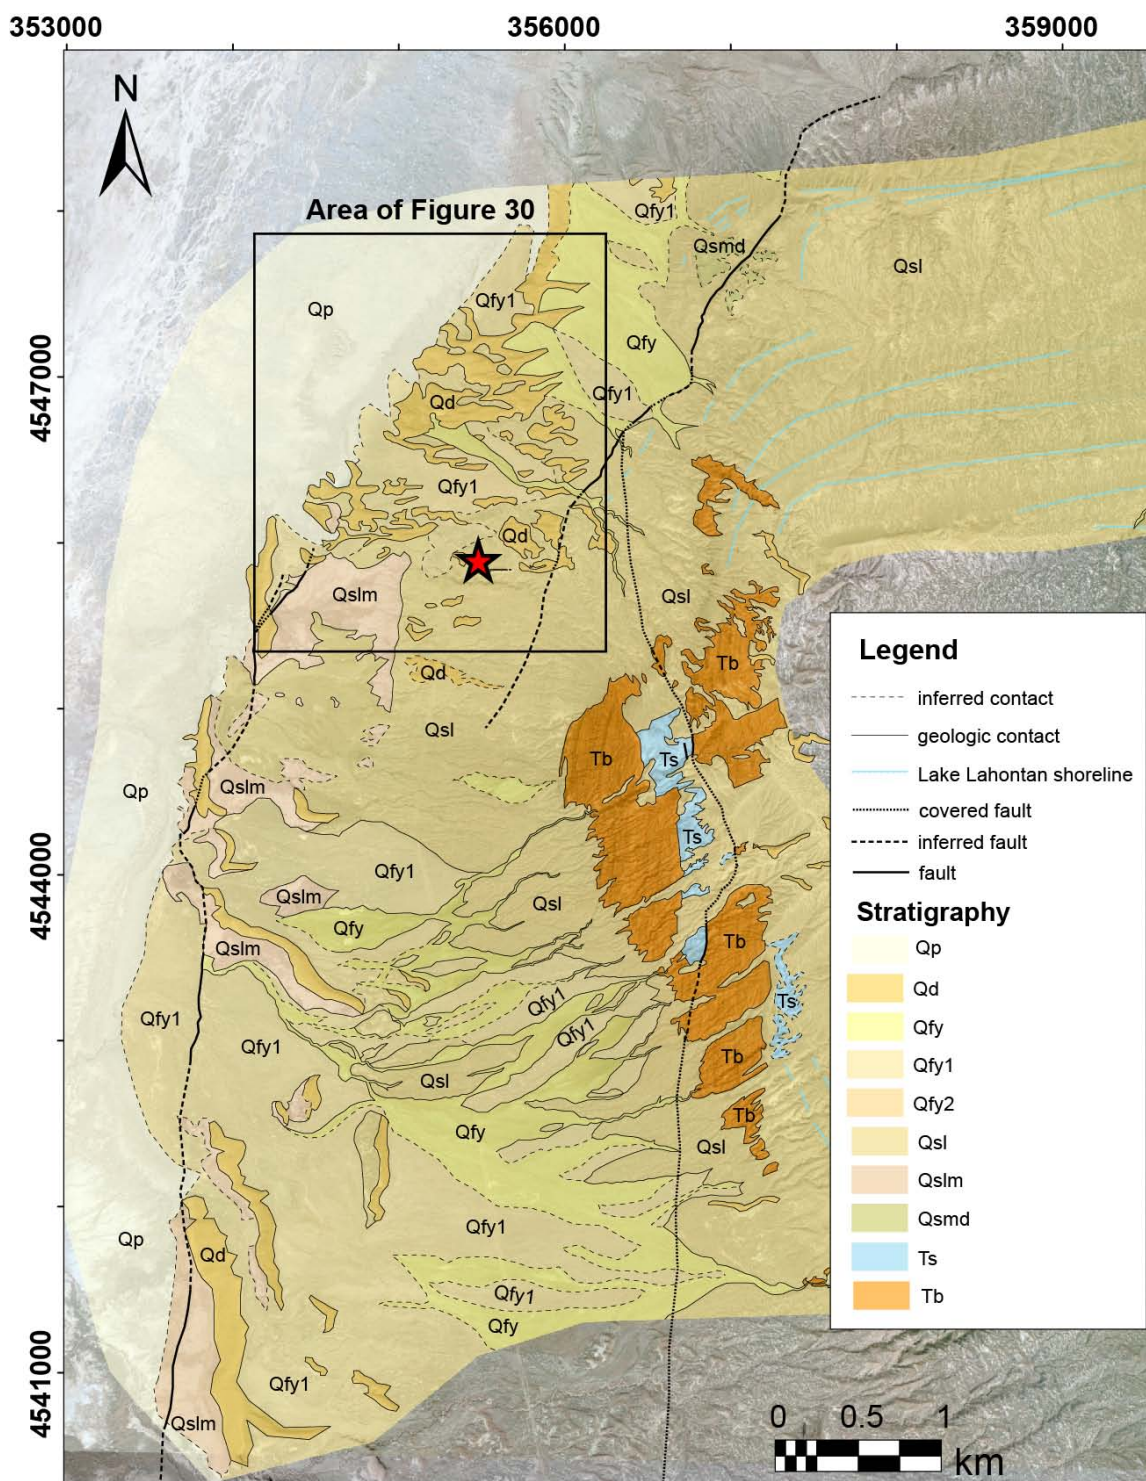 353000 356000 359000
N
Area of Figure 30
Qfy1
Qsmd
Qsl
Qfy1
Qp
Qfy
4547000
Qfy1
Qd
Qfy1
Qd
Qslm
Qsl
Tb
Qd
Qsl
Tb
Ts
Qp
Qslm
Ts
4544000
Qfy1
Qslm
Qsl
Qfy
Tb
Qslm
Qfy1
Ts
Qfy1
Qfy1
Qfy1
Tb
Qsl
Tb
Qfy
Qsl
Qfy1
Qp
Qd
Qfy1
Qfy
4541000
Qfy1
Qslm
Legend
inferred contact
geologic contact
Lake Lahontan shoreline
covered fault
inferred fault
fault
Stratigraphy
Qp
Qd
Qfy
Qfy1
Qfy2
Qsl
Qslm
Qsmd
Ts
Tb
0 0.5 1
km